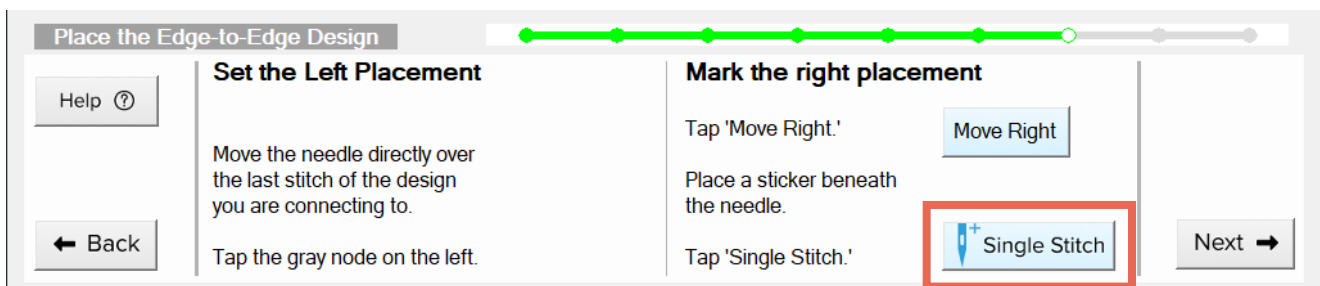 Place the Edge-to-Edge Design
Help ?
← Back
Set the Left Placement
Move the needle directly over
the last stitch of the design
you are connecting to.
Tap the gray node on the left.
Mark the right placement
Tap 'Move Right.'
Move Right
Place a sticker beneath
the needle.
Tap 'Single Stitch.'
Single Stitch
Next →